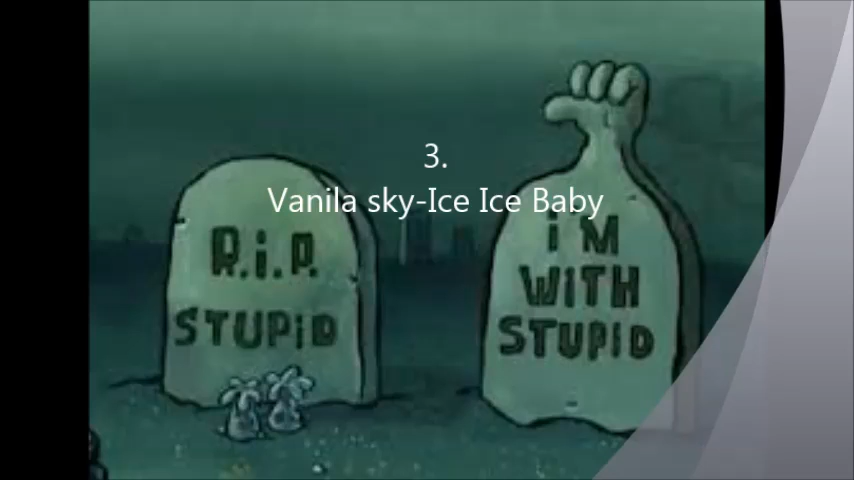 3.
Vanila sky-Ice Ice Baby
R.i.P.
STUPiD
i'M
WiTH
STUPiD